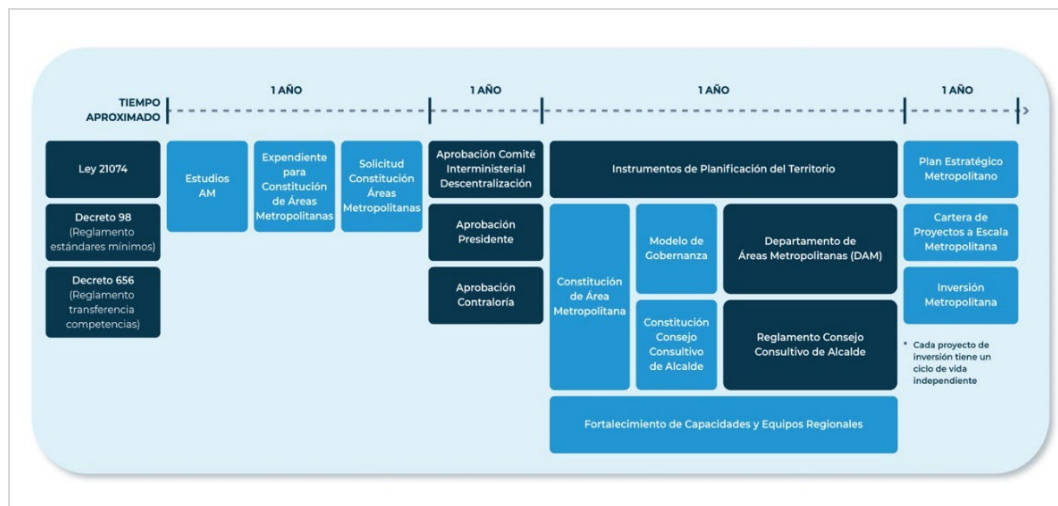 1 AÑO
1 AÑO
1 AÑO
1 AÑO
TIEMPO
APROXIMADO
Ley 21074
Decreto 98
(Reglamento
estándares mínimos)
Decreto 656
(Reglamento
transferencia
competencias)
Estudios
AM
Expendiente
para
Constitución
de Áreas
Metropolitanas
Solicitud
Constitución
Áreas
Metropolitanas
Aprobación Comité
Interministerial
Descentralización
Aprobación
Presidente
Aprobación
Contraloría
Instrumentos de Planificación del Territorio
Constitución
de Área
Metropolitana
Modelo de
Gobernanza
Constitución
Consejo
Consultivo
de Alcalde
Departamento de
Áreas Metropolitanas (DAM)
Reglamento Consejo
Consultivo de Alcalde
Fortalecimiento de Capacidades y Equipos Regionales
Plan Estratégico
Metropolitano
Cartera de
Proyectos a Escala
Metropolitana
Inversión
Metropolitana
* Cada proyecto de
inversión tiene un
ciclo de vida
independiente